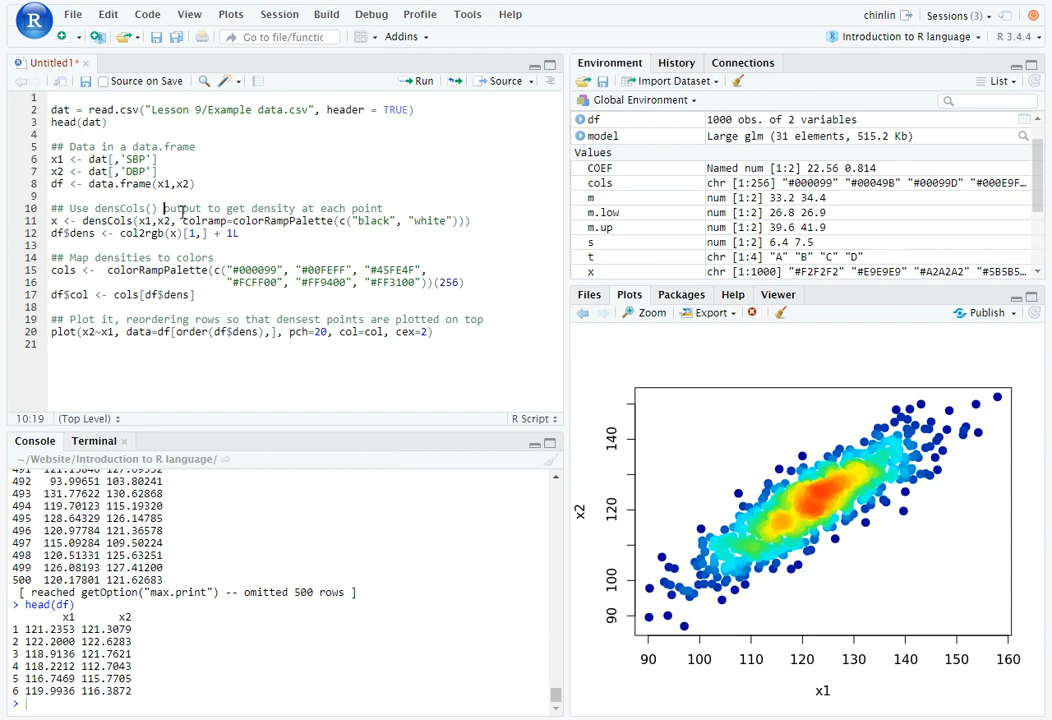 R File Edit Code View Plots Session Build Debug Profile Tools Help chinlin Sessions (3)
Go to file/functic Addins Introduction to R language R 3.4.4
Untitled1*
Source on Save Run Source
1
2 dat = read.csv("Lesson 9/Example data.csv", header = TRUE)
3 head(dat)
4
5 ## Data in a data.frame
6 x1 <- dat[,'SBP']
7 x2 <- dat[,'DBP']
8 df <- data.frame(x1,x2)
9
10 ## Use densCols() output to get density at each point
11 x <- densCols(x1,x2, colramp=colorRampPalette(c("black", "white")))
12 df$dens <- col2rgb(x)[1,] + 1L
13
14 ## Map densities to colors
15 cols <- colorRampPalette(c("#000099", "#00FEFF", "#45FE4F",
16 "#FCFF00", "#FF9400", "#FF3100"))(256)
17 df$col <- cols[df$dens]
18
19 ## Plot it, reordering rows so that densest points are plotted on top
20 plot(x2~x1, data=df[order(df$dens),], pch=20, col=col, cex=2)
21
10:19 (Top Level) R Script
Console Terminal
~/Website/Introduction to R language/
492 93.99651 103.80241
493 131.77622 130.62868
494 119.70123 115.19320
495 128.64329 126.14785
496 120.97784 121.36578
497 115.09284 109.50224
498 120.51331 125.63251
499 126.08193 127.41200
500 120.17801 121.62683
[ reached getOption("max.print") -- omitted 500 rows ]
> head(df)
x1 x2
1 121.2353 121.3079
2 122.2000 122.6283
3 118.9136 121.7621
4 118.2212 112.7043
5 116.7469 115.7705
6 119.9936 116.3872
>
Environment History Connections
Import Dataset List
Global Environment
df 1000 obs. of 2 variables
model Large glm (31 elements, 515.2 Kb)
Values
COEF Named num [1:2] 22.56 0.814
cols chr [1:256] "#000099" "#00049B" "#00099D" "#000E9F…
m num [1:2] 33.2 34.4
m.low num [1:2] 26.8 26.9
m.up num [1:2] 39.6 41.9
s num [1:2] 6.4 7.5
t chr [1:4] "A" "B" "C" "D"
x chr [1:1000] "#F2F2F2" "#E9E9E9" "#A2A2A2" "#5B5B5…
Files Plots Packages Help Viewer
Zoom Export Publish
140
120
100
90
x2
90 100 110 120 130 140 150 160
x1